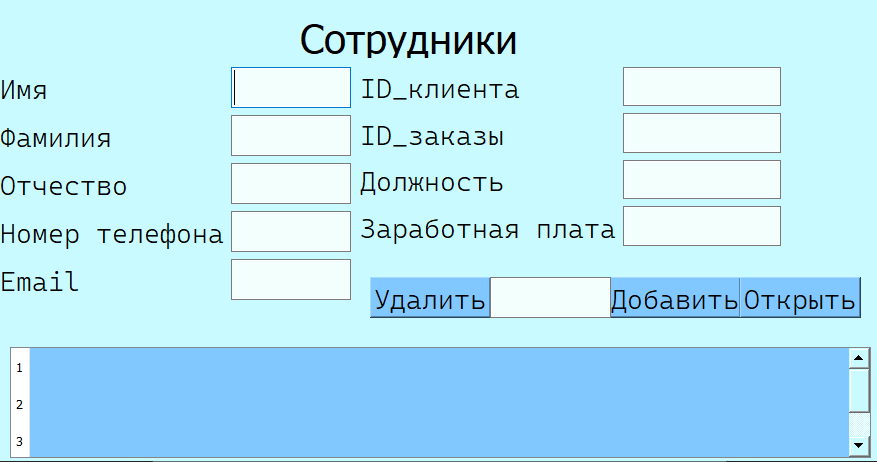 Сотрудники
Имя
Фамилия
Отчество
Номер телефона
Email
ID_клиента
ID_заказы
Должность
Заработная плата
Удалить Добавить Открыть
1
2
3